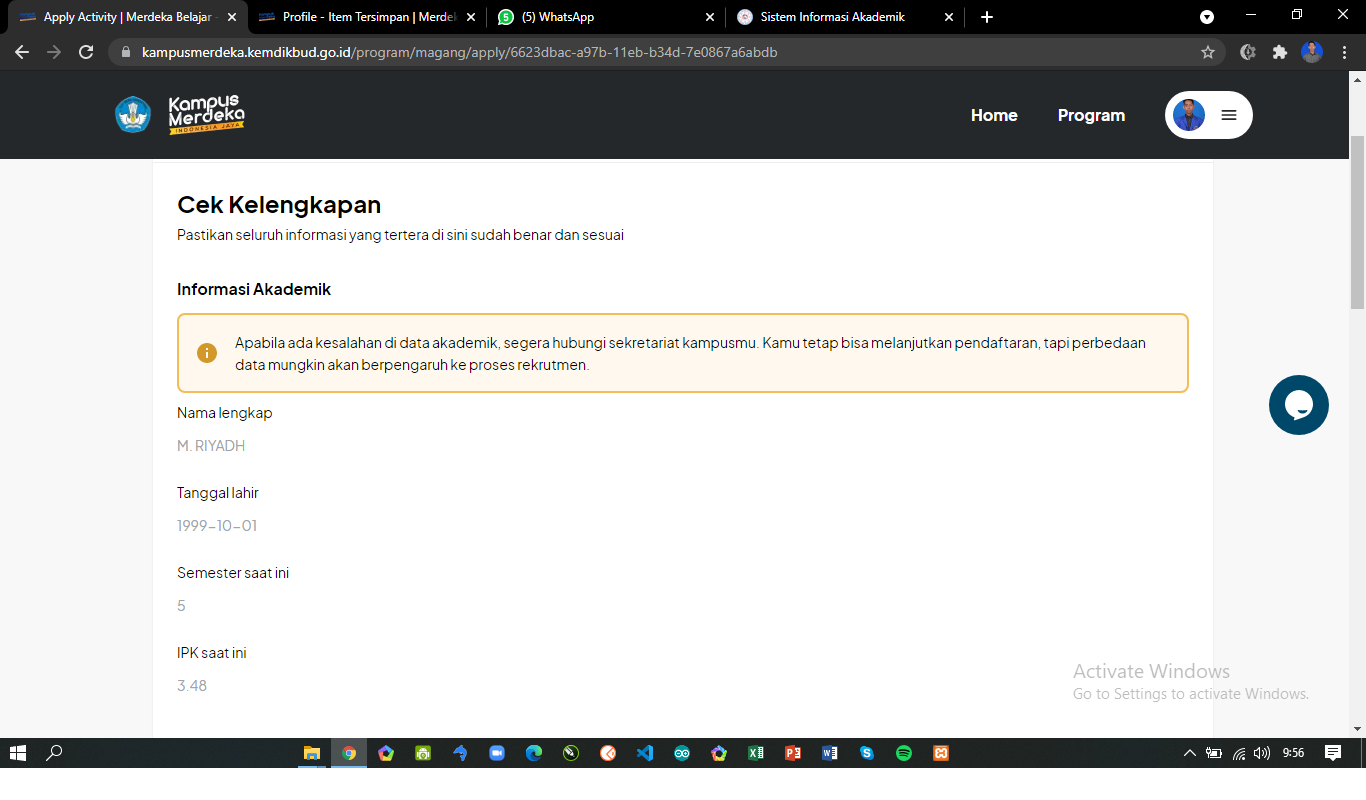 Apply Activity | Merdeka Belajar -
Profile - Item Tersimpan | Merdek
(5) WhatsApp
Sistem Informasi Akademik
kampusmerdeka.kemdikbud.go.id/program/magang/apply/6623dbac-a97b-11eb-b34d-7e0867a6abdb
Kampus
Merdeka
INDONESIA JAYA
Home
Program
Cek Kelengkapan
Pastikan seluruh informasi yang tertera di sini sudah benar dan sesuai
Informasi Akademik
Apabila ada kesalahan di data akademik, segera hubungi sekretariat kampusmu. Kamu tetap bisa melanjutkan pendaftaran, tapi perbedaan
data mungkin akan berpengaruh ke proses rekrutmen.
Nama lengkap
M. RIYADH
Tanggal lahir
1999-10-01
Semester saat ini
5
IPK saat ini
3.48
Activate Windows
Go to Settings to activate Windows.
9:56